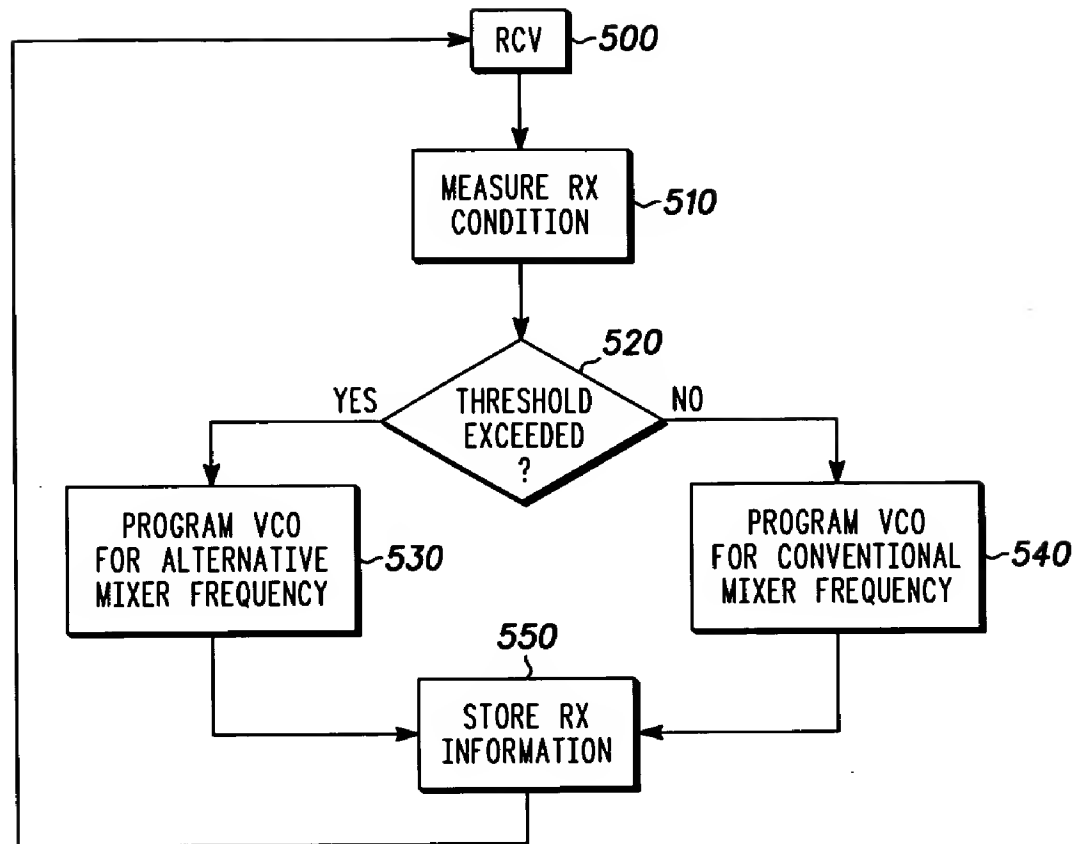 RCV
500
MEASURE RX
CONDITION
510
520
YES
THRESHOLD
EXCEEDED
?
NO
PROGRAM VCO
FOR ALTERNATIVE
MIXER FREQUENCY
530
PROGRAM VCO
FOR CONVENTIONAL
MIXER FREQUENCY
540
550
STORE RX
INFORMATION